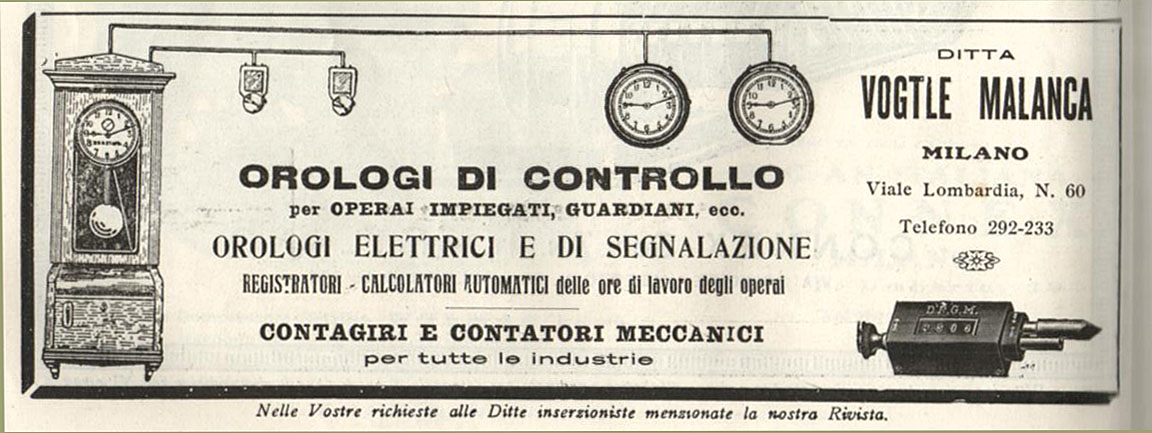 DITTA
VOGTLE MALANCA
MILANO
Viale Lombardia, N. 60
Telefono 292-233
OROLOGI DI CONTROLLO
per OPERAI IMPIEGATI, GUARDIANI, ecc.
OROLOGI ELETTRICI E DI SEGNALAZIONE
REGISTRATORI - CALCOLATORI AUTOMATICI delle ore di lavoro degli operai
CONTAGIRI E CONTATORI MECCANICI
per tutte le industrie
D.R.G.M.
Nelle Vostre richieste alle Ditte inserzioniste menzionate la nostra Rivista.